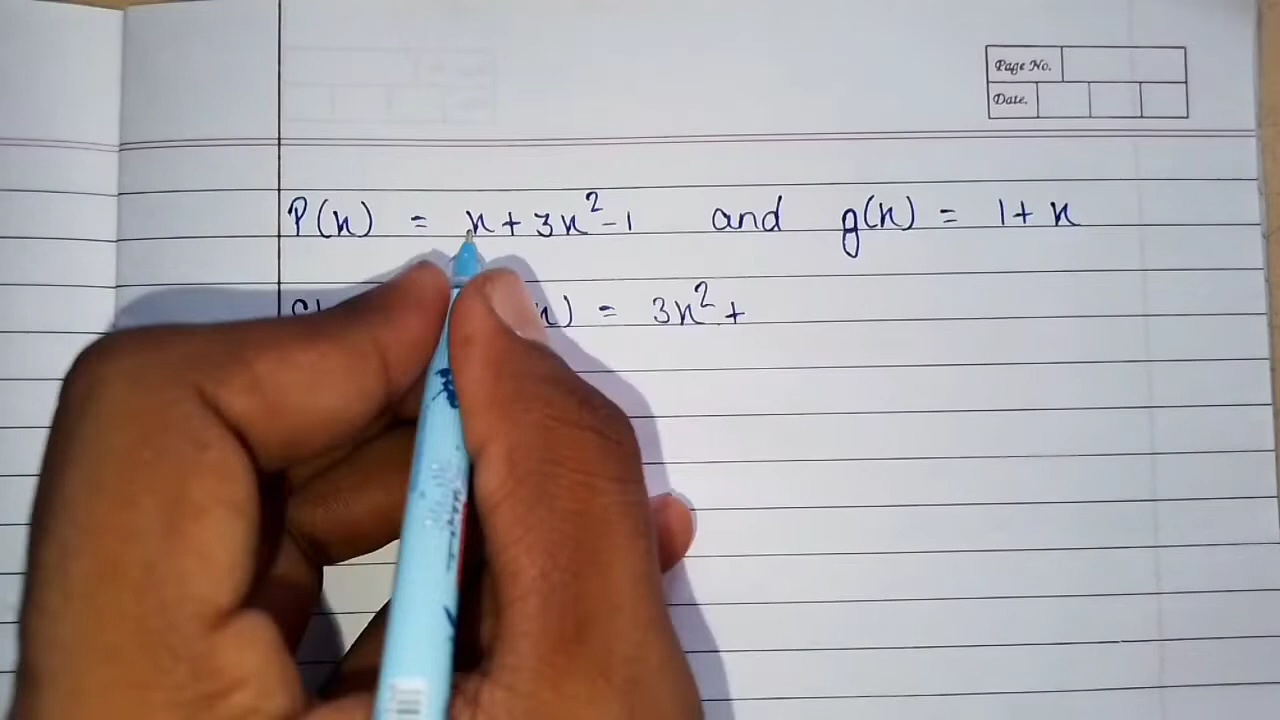 Page No.
Date.
P(x) = x + 3x² - 1 and g(x) = 1 + x
x) = 3x² +